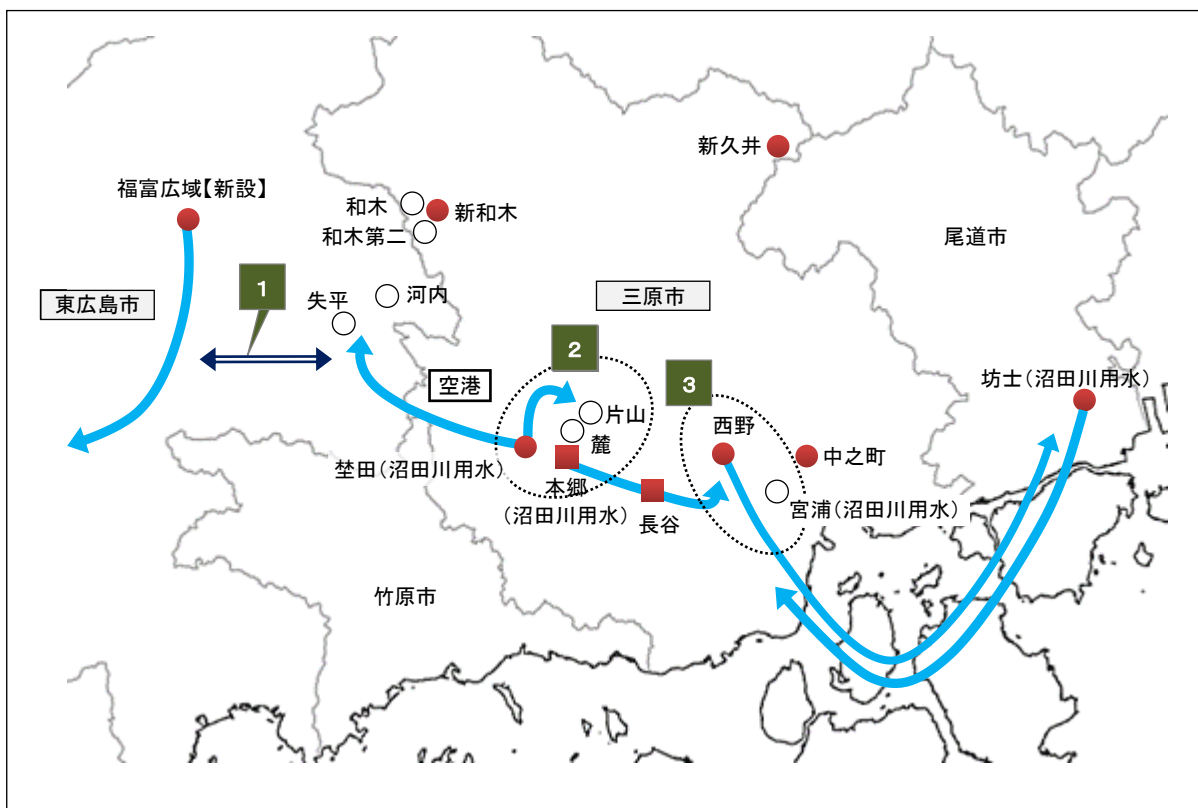 新久井
福富広域【新設】
和木
新和木
和木第二
尾道市
1
東広島市
河内
三原市
失平
2
空港
3
坊士(沼田川用水)
片山
西野
麓
埜田(沼田川用水)
中之町
本郷
(沼田川用水)
宮浦(沼田川用水)
長谷
竹原市